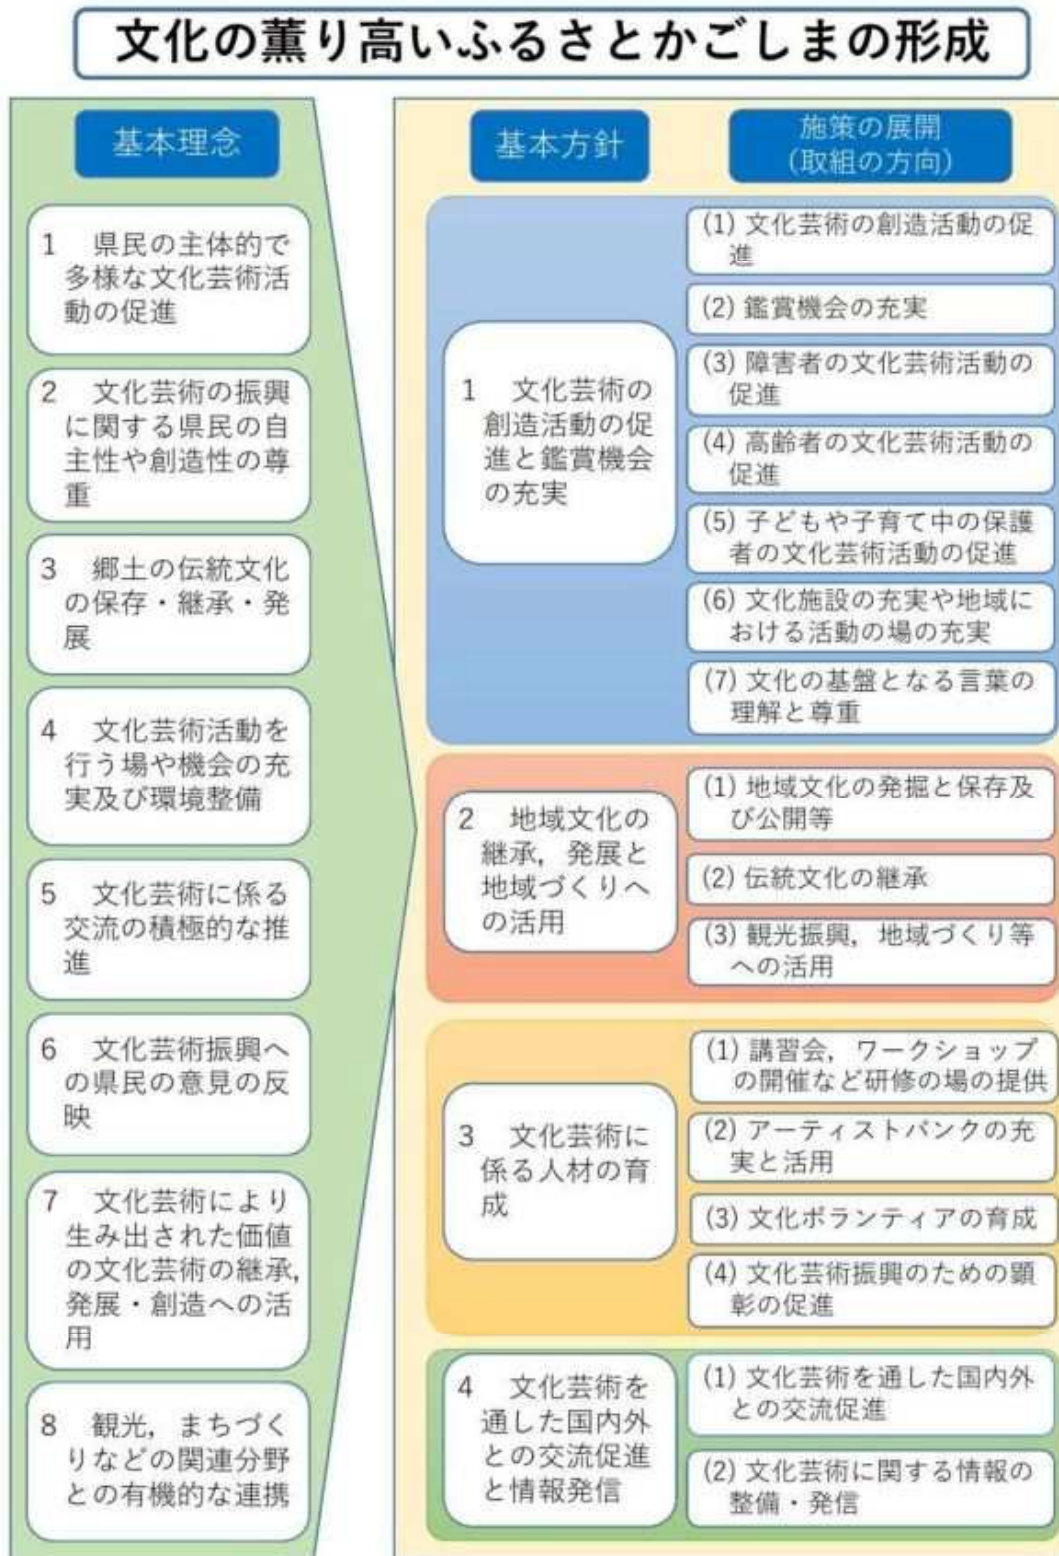 文化の薫り高いふるさとかごしまの形成
基本理念
1 県民の主体的で
多様な文化芸術活
動の促進
2 文化芸術の振興
に関する県民の自
主性や創造性の尊
重
3 郷土の伝統文化
の保存・継承・発
展
4 文化芸術活動を
行う場や機会の充
実及び環境整備
5 文化芸術に係る
交流の積極的な推
進
6 文化芸術振興へ
の県民の意見の反
映
7 文化芸術により
生み出された価値
の文化芸術の継承,
発展・創造への活
用
8 観光，まちづく
りなどの関連分野
との有機的な連携
基本方針
施策の展開
(取組の方向)
1 文化芸術の
創造活動の促
進と鑑賞機会
の充実
(1) 文化芸術の創造活動の促
進
(2) 鑑賞機会の充実
(3) 障害者の文化芸術活動の
促進
(4) 高齢者の文化芸術活動の
促進
(5) 子どもや子育て中の保護
者の文化芸術活動の促進
(6) 文化施設の充実や地域に
おける活動の場の充実
(7) 文化の基盤となる言葉の
理解と尊重
2 地域文化の
継承，発展と
地域づくりへ
の活用
(1) 地域文化の発掘と保存及
び公開等
(2) 伝統文化の継承
(3) 観光振興，地域づくり等
への活用
3 文化芸術に
係る人材の育
成
(1) 講習会，ワークショップ
の開催など研修の場の提供
(2) アーティストバンクの充
実と活用
(3) 文化ボランティアの育成
(4) 文化芸術振興のための顕
彰の促進
4 文化芸術を
通した国内外
との交流促進
と情報発信
(1) 文化芸術を通した国内外
との交流促進
(2) 文化芸術に関する情報の
整備・発信